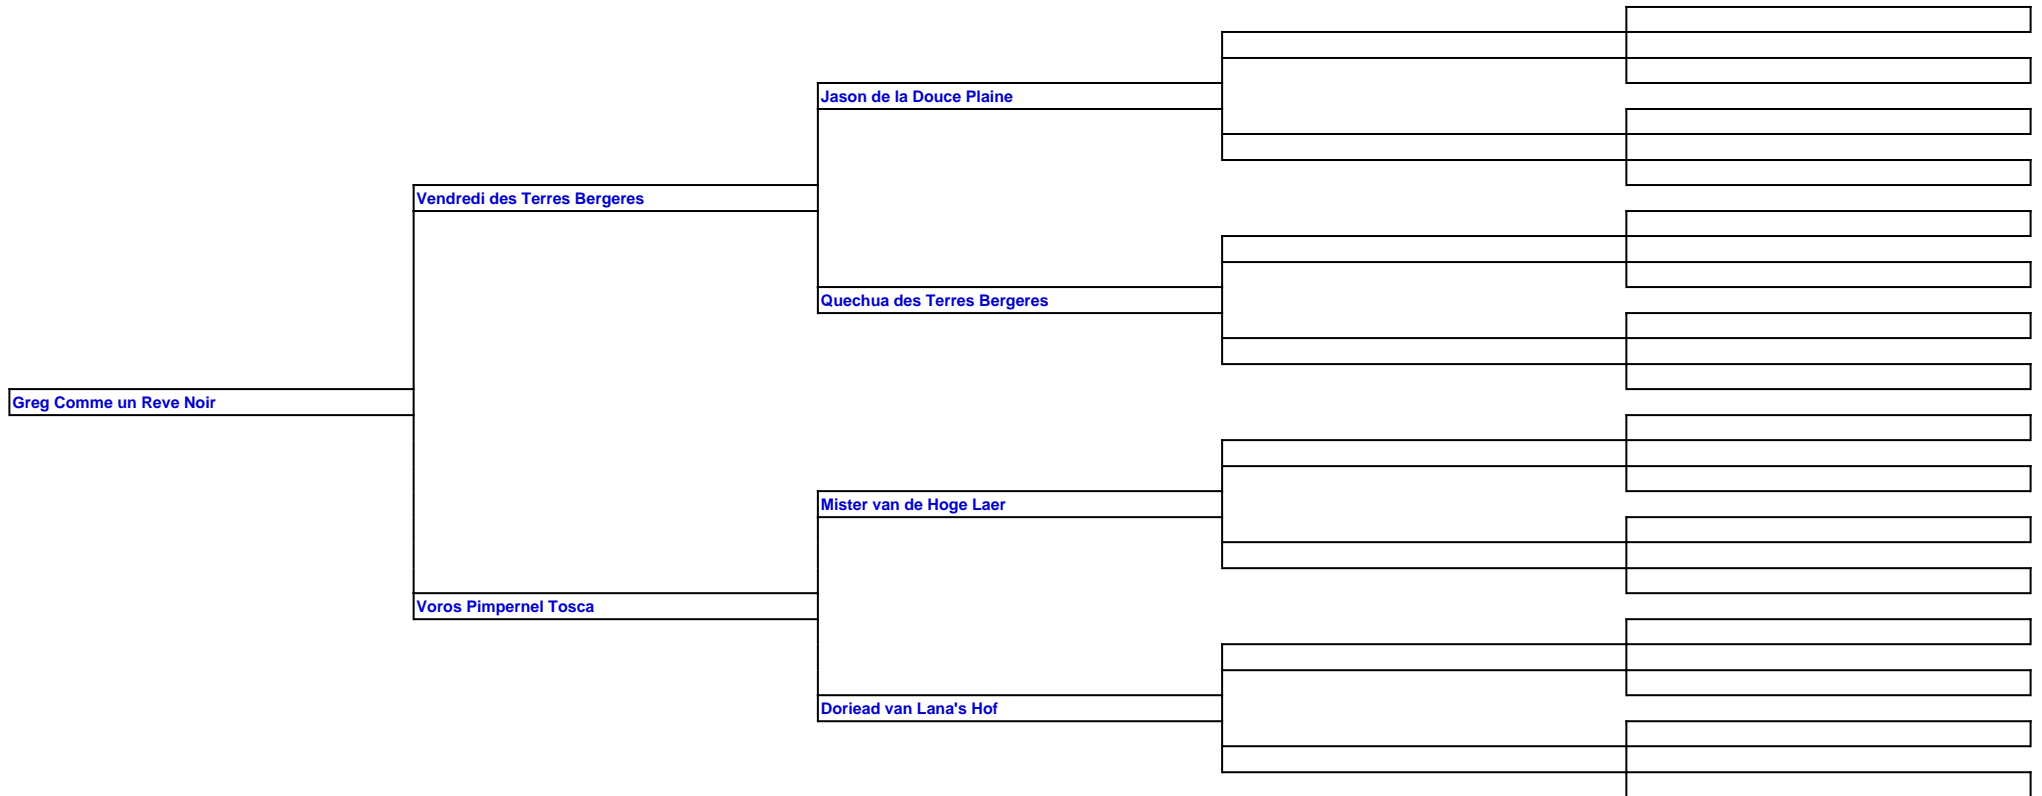 Jason de la Douce Plaine
Vendredi des Terres Bergeres
Quechua des Terres Bergeres
Greg Comme un Reve Noir
Mister van de Hoge Laer
Voros Pimpernel Tosca
Doriead van Lana's Hof